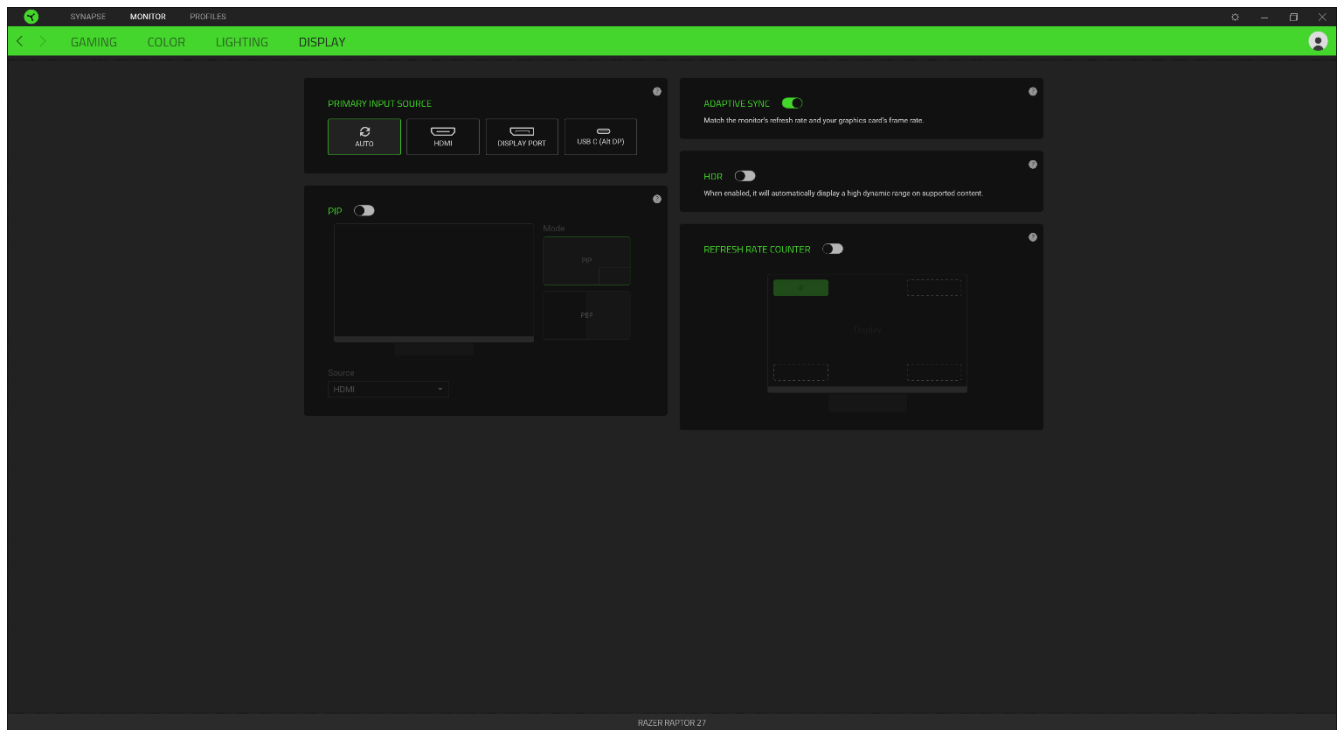 SYNAPSE MONITOR PROFILES
GAMING COLOR LIGHTING DISPLAY
PRIMARY INPUT SOURCE
AUTO HDMI DISPLAY PORT USB C (Alt DP)
PIP
Mode
PIP
PBP
Source
HDMI
ADAPTIVE SYNC
Match the monitor's refresh rate and your graphics card's frame rate.
HDR
When enabled, it will automatically display a high dynamic range on supported content.
REFRESH RATE COUNTER
Display
RAZER RAPTOR 27